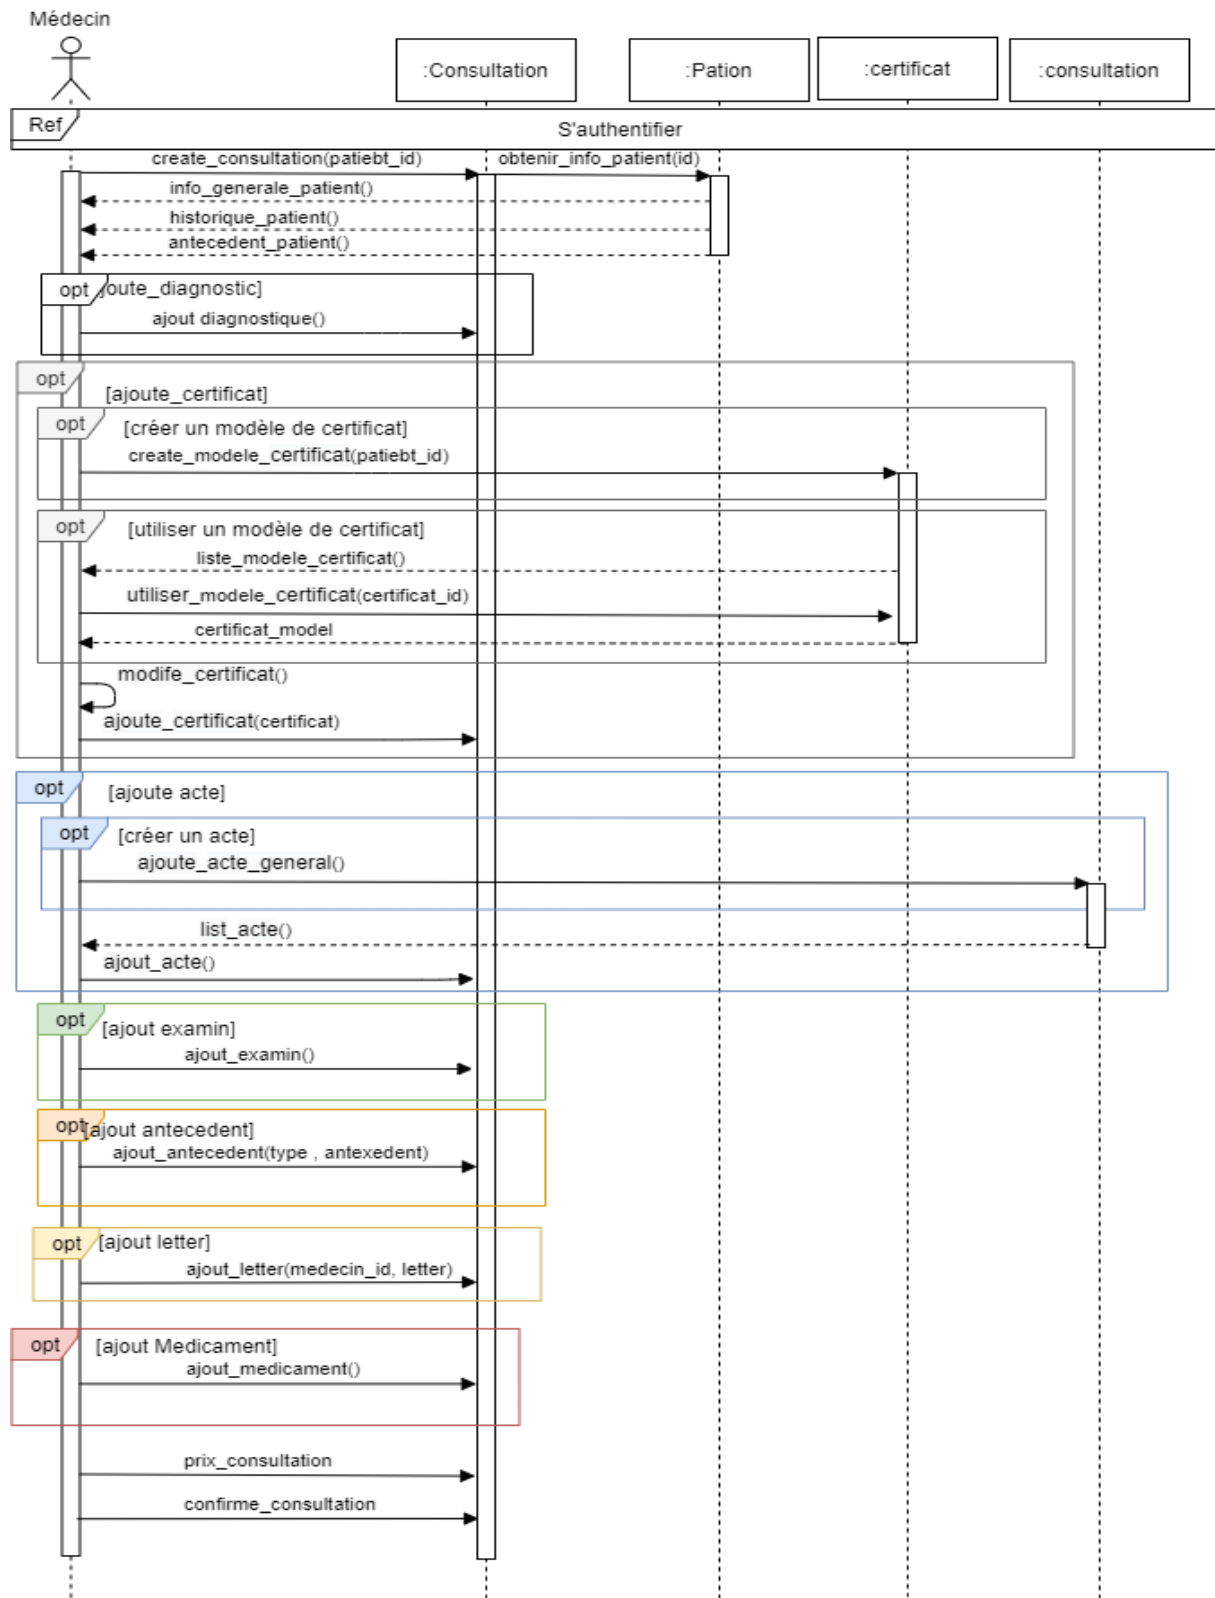 Médecin
:Consultation
:Pation
:certificat
:consultation
Ref
S'authentifier
create_consultation(patiebt_id)
obtenir_info_patient(id)
info_generale_patient()
historique_patient()
antecedent_patient()
opt
joute_diagnostic]
ajout diagnostique()
opt
[ajoute_certificat]
opt
[créer un modèle de certificat]
create_modele_certificat(patiebt_id)
opt
[utiliser un modèle de certificat]
liste_modele_certificat()
utiliser_modele_certificat(certificat_id)
certificat_model
modife_certificat()
ajoute_certificat(certificat)
opt
[ajoute acte]
opt
[créer un acte]
ajoute_acte_general()
list_acte()
ajout_acte()
opt
[ajout examin]
ajout_examin()
opt
[ajout antecedent]
ajout_antecedent(type , antexedent)
opt
[ajout letter]
ajout_letter(medecin_id, letter)
opt
[ajout Medicament]
ajout_medicament()
prix_consultation
confirme_consultation